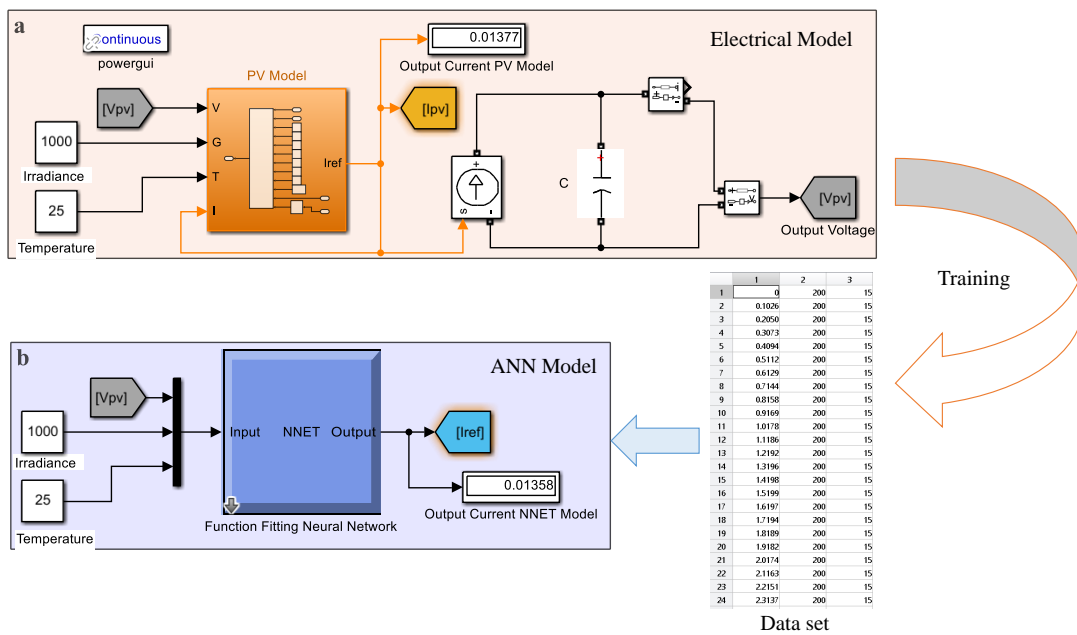 a
Continuous
powergui
PV Model
0.01377
Output Current PV Model
Electrical Model
[Vpv]
V
1000
G
Irradiance
T
25
I
Temperature
Iref
[Ipv]
+
s
-
C
+
+
-
+
-
v
[Vpv]
Output Voltage
Training
1 2 3
1 0 200 15
2 0.1026 200 15
3 0.2050 200 15
4 0.3073 200 15
5 0.4094 200 15
6 0.5112 200 15
7 0.6129 200 15
8 0.7144 200 15
9 0.8158 200 15
10 0.9169 200 15
11 1.0178 200 15
12 1.1186 200 15
13 1.2192 200 15
14 1.3196 200 15
15 1.4198 200 15
16 1.5199 200 15
17 1.6197 200 15
18 1.7194 200 15
19 1.8189 200 15
20 1.9182 200 15
21 2.0174 200 15
22 2.1163 200 15
23 2.2151 200 15
24 2.3137 200 15
Data set
b
ANN Model
[Vpv]
1000
Irradiance
25
Temperature
Input NNET Output
Function Fitting Neural Network
[Iref]
0.01358
Output Current NNET Model